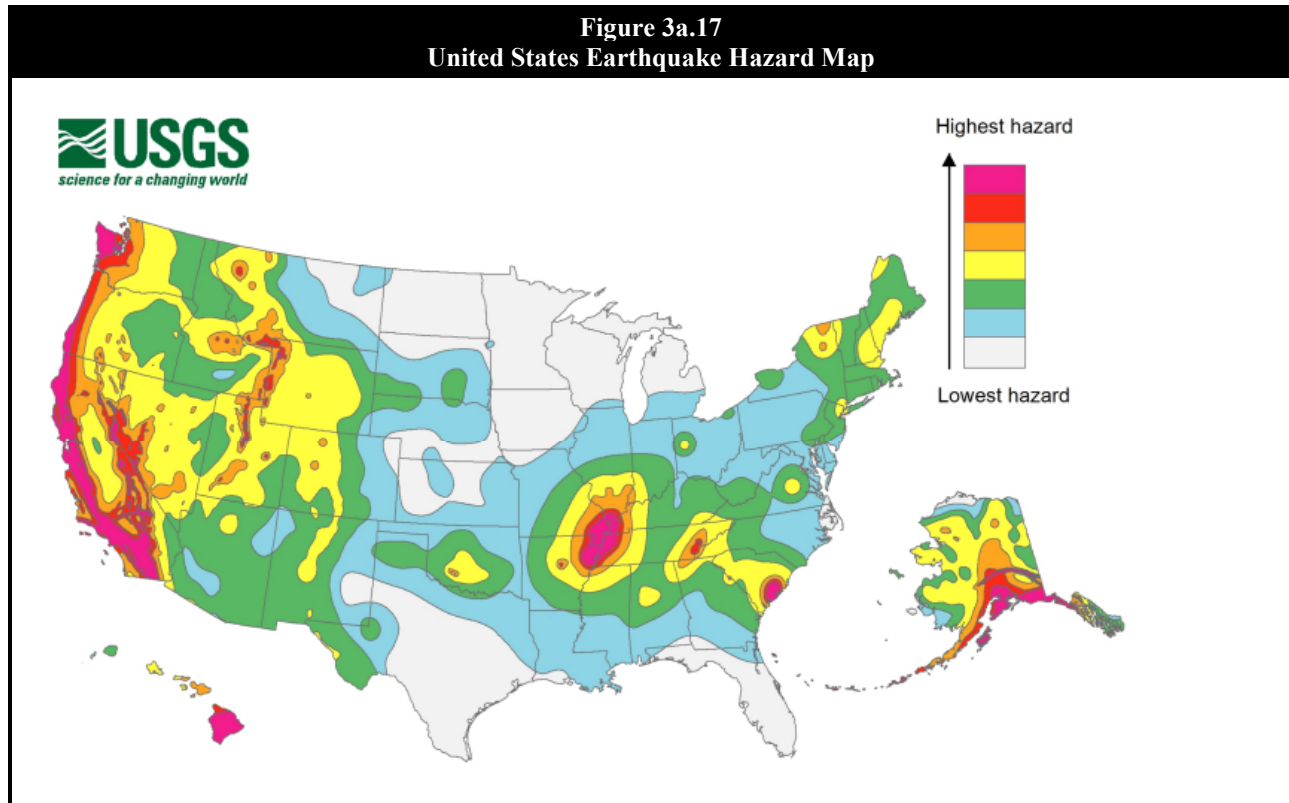 Figure 3a.17
United States Earthquake Hazard Map
USGS
science for a changing world
Highest hazard
Lowest hazard